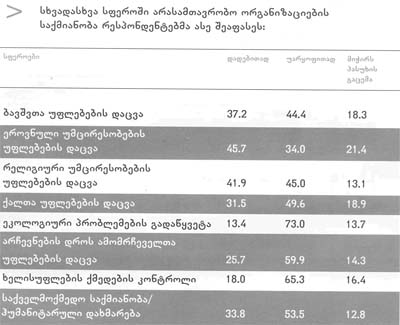 > სხვადასხვა სფეროში არასამთავრობო ორგანიზაციების
საქმიანობა რესპონდენტებმა ასე შეაფასეს:
სფეროები დადებითად უარყოფითად მიჭირს
პასუხის
გაცემა
ბავშვთა უფლებების დაცვა 37.2 44.4 18.3
ეროვნული უმცირესობების
უფლებების დაცვა 45.7 34.0 21.4
რელიგიური უმცირესობების
უფლებების დაცვა 41.9 45.0 13.1
ქალთა უფლებების დაცვა 31.5 49.6 18.9
ეკოლოგიური პრობლემების გადაწყვეტა 13.4 73.0 13.7
არჩევნების დროს ამომრჩეველთა
უფლებების დაცვა 25.7 59.9 14.3
ხელისუფლების ქმედების კონტროლი 18.0 65.3 16.4
საქველმოქმედო საქმიანობა/
ჰუმანიტარული დახმარება 33.8 53.5 12.8